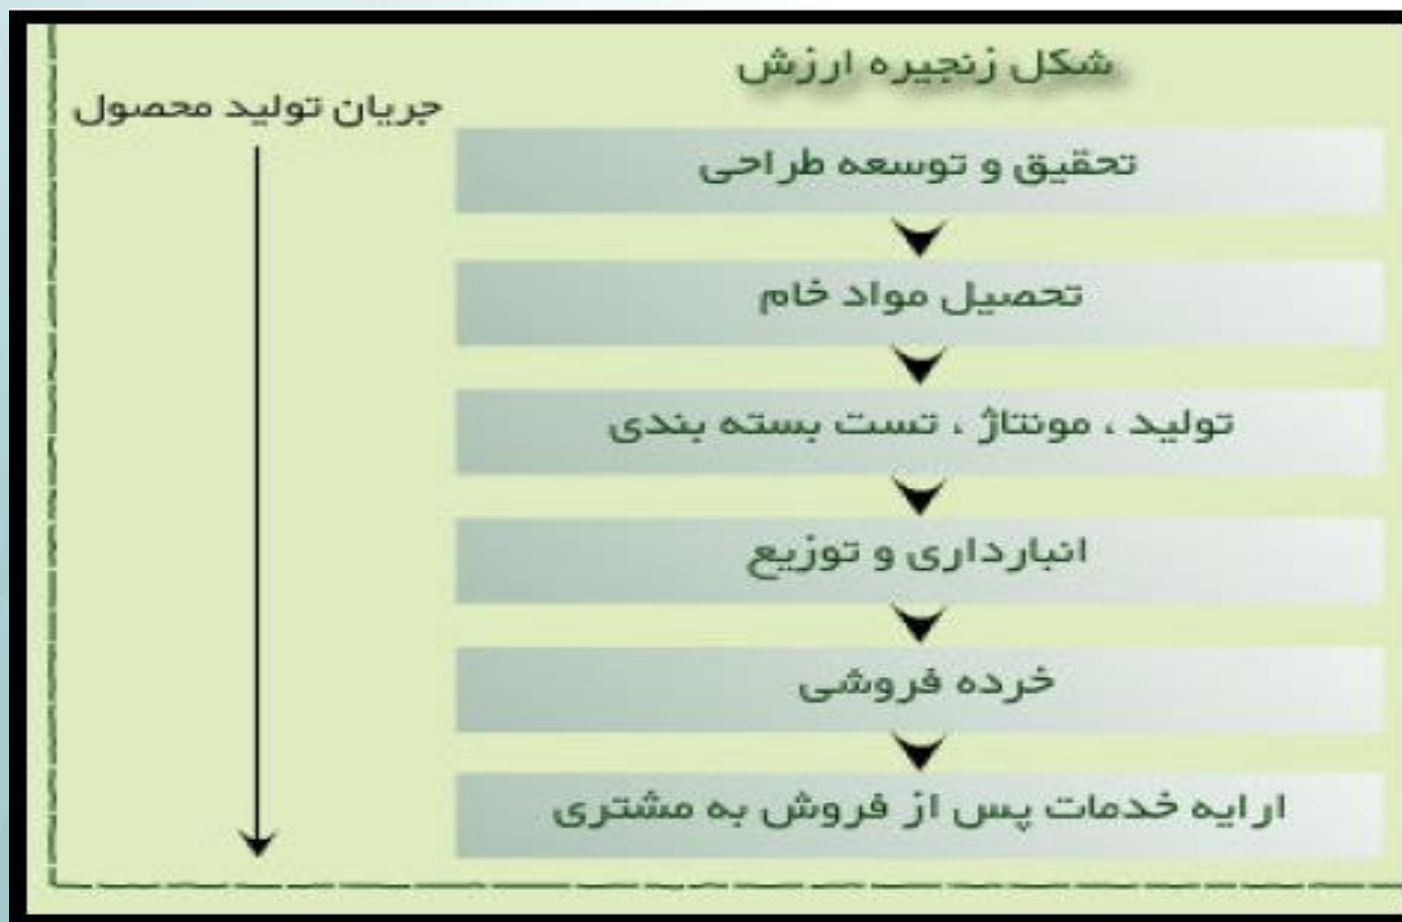 شکل زنجیره ارزش
جریان تولید محصول
تحقیق و توسعه طراحی
تحصیل مواد خام
تولید ، مونتاژ ، تست بسته بندی
انبارداری و توزیع
خرده فروشی
ارایه خدمات پس از فروش به مشتری